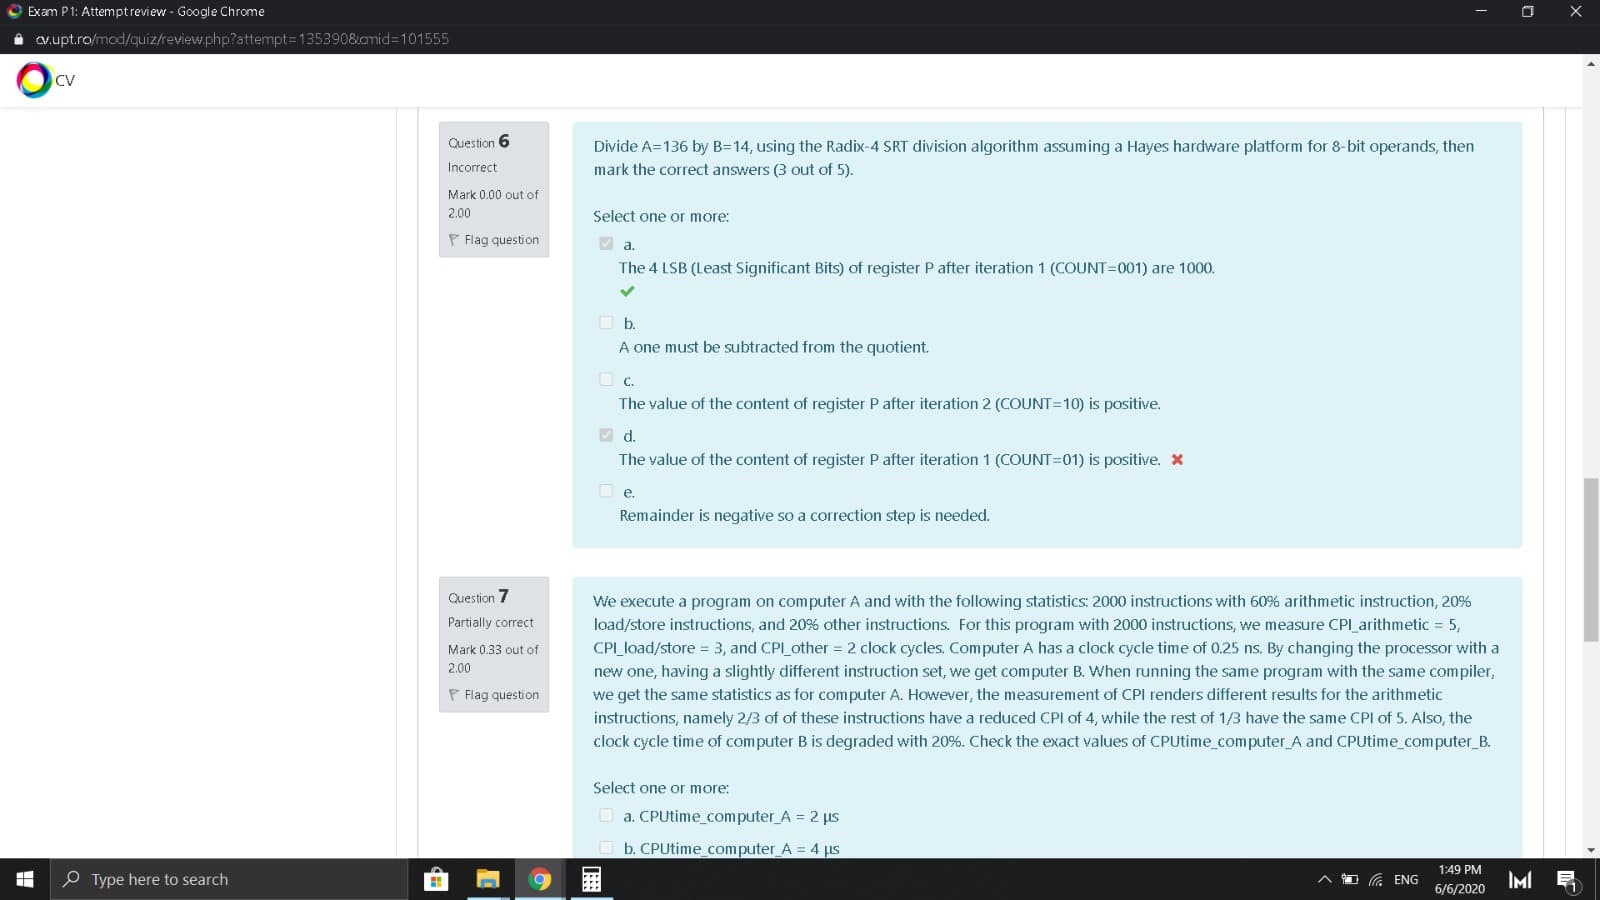 Exam P1: Attempt review - Google Chrome
cv.upt.ro/mod/quiz/review.php?attempt=135390&cmid=101555
CV
Question 6
Incorrect
Mark 0.00 out of
2.00
Flag question
Divide A=136 by B=14, using the Radix-4 SRT division algorithm assuming a Hayes hardware platform for 8-bit operands, then
mark the correct answers (3 out of 5).
Select one or more:
a.
The 4 LSB (Least Significant Bits) of register P after iteration 1 (COUNT=001) are 1000.
b.
A one must be subtracted from the quotient.
c.
The value of the content of register P after iteration 2 (COUNT=10) is positive.
d.
The value of the content of register P after iteration 1 (COUNT=01) is positive.
e.
Remainder is negative so a correction step is needed.
Question 7
Partially correct
Mark 0.33 out of
2.00
Flag question
We execute a program on computer A and with the following statistics: 2000 instructions with 60% arithmetic instruction, 20%
load/store instructions, and 20% other instructions. For this program with 2000 instructions, we measure CPI_arithmetic = 5,
CPI_load/store = 3, and CPI_other = 2 clock cycles. Computer A has a clock cycle time of 0.25 ns. By changing the processor with a
new one, having a slightly different instruction set, we get computer B. When running the same program with the same compiler,
we get the same statistics as for computer A. However, the measurement of CPI renders different results for the arithmetic
instructions, namely 2/3 of of these instructions have a reduced CPI of 4, while the rest of 1/3 have the same CPI of 5. Also, the
clock cycle time of computer B is degraded with 20%. Check the exact values of CPUtime_computer_A and CPUtime_computer_B.
Select one or more:
a. CPUtime_computer_A = 2 µs
b. CPUtime_computer_A = 4 µs
Type here to search
ENG
1:49 PM
6/6/2020
1